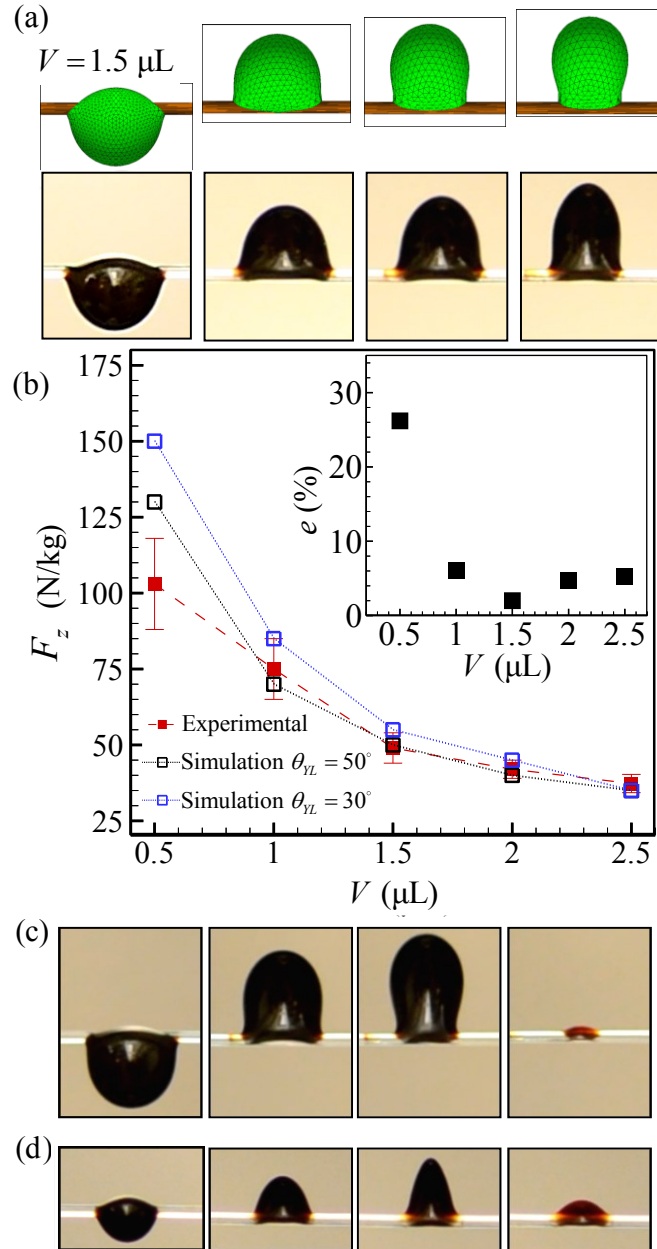 (a)
V = 1.5 μL
(b)
150
125
100
75
50
25
F_z (N/kg)
0.5
1
1.5
2
2.5
V (μL)
Experimental
Simulation θ_YL = 50°
Simulation θ_YL = 30°
30
20
10
0
e (%)
0.5
1
1.5
2
2.5
V (μL)
(c)
(d)